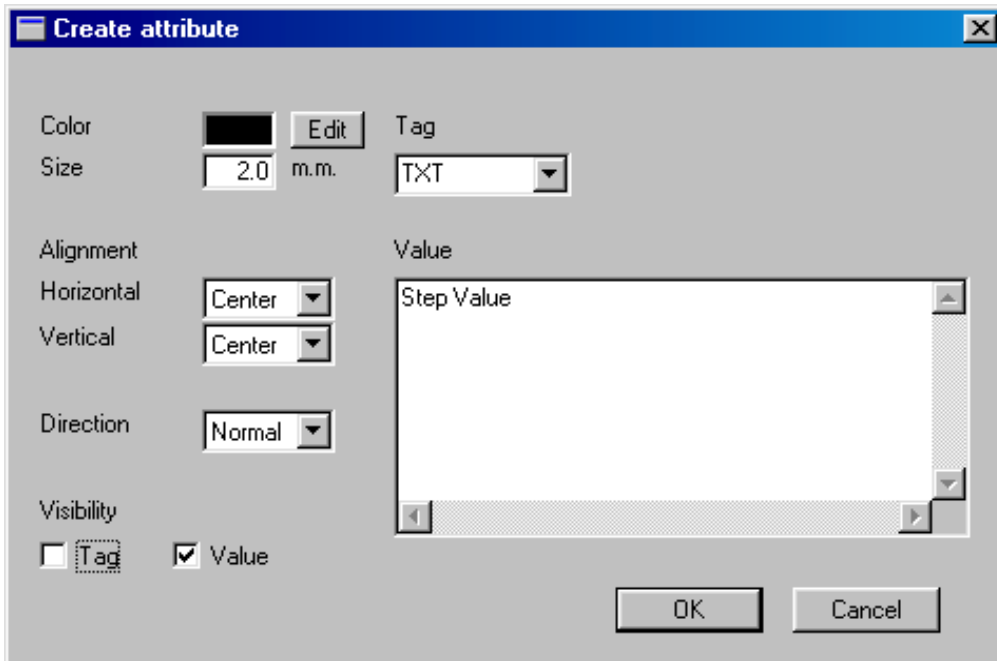 Create attribute
Color
Edit
Tag
Size
2.0 m.m.
TXT
Alignment
Value
Horizontal
Center
Step Value
Vertical
Center
Direction
Normal
Visibility
Tag
Value
OK
Cancel